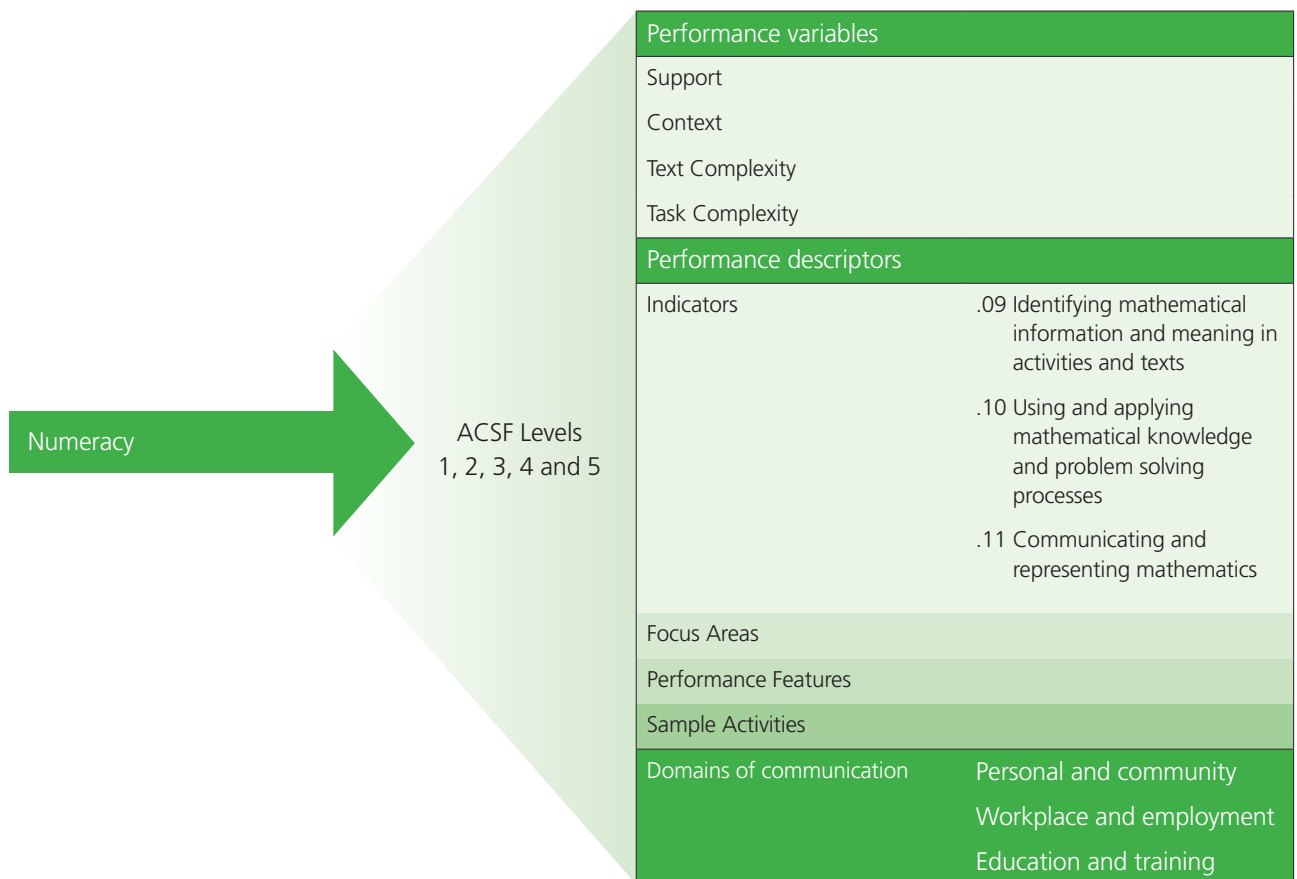 Performance variables
Support
Context
Text Complexity
Task Complexity
Performance descriptors
Indicators
.09 Identifying mathematical
information and meaning in
activities and texts
.10 Using and applying
mathematical knowledge
and problem solving
processes
.11 Communicating and
representing mathematics
Numeracy
ACSF Levels
1, 2, 3, 4 and 5
Focus Areas
Performance Features
Sample Activities
Domains of communication
Personal and community
Workplace and employment
Education and training